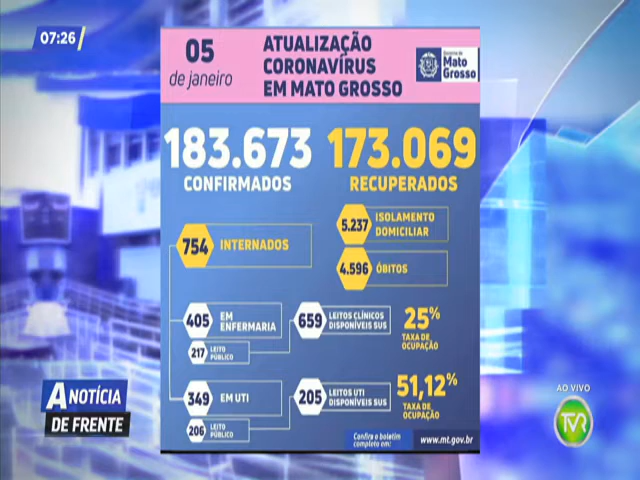 07:26
05
de janeiro
ATUALIZAÇÃO
CORONAVÍRUS
EM MATO GROSSO
Governo de
Mato
Grosso
183.673
CONFIRMADOS
173.069
RECUPERADOS
754
INTERNADOS
5.237
ISOLAMENTO
DOMICILIAR
4.596
ÓBITOS
405
EM
ENFERMARIA
217
LEITO
PÚBLICO
659
LEITOS CLÍNICOS
DISPONÍVEIS SUS
25%
TAXA DE
OCUPAÇÃO
349
EM UTI
206
LEITO
PÚBLICO
205
LEITOS UTI
DISPONÍVEIS SUS
51,12%
TAXA DE
OCUPAÇÃO
Confira o boletim
completo em:
www.mt.gov.br
A NOTÍCIA
DE FRENTE
AO VIVO
TVR